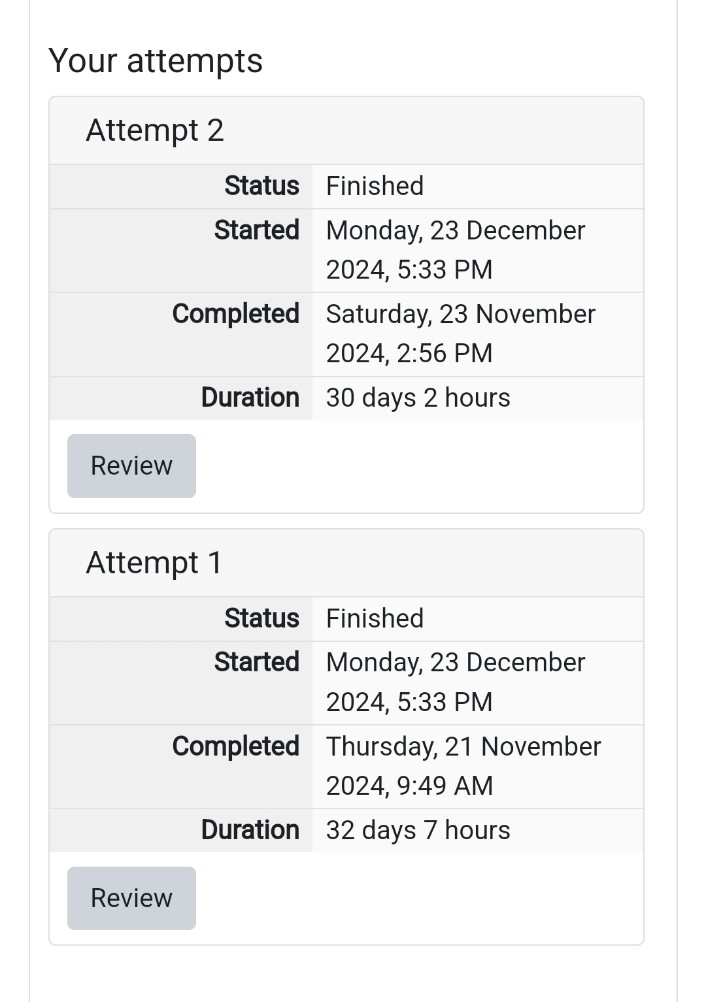 Your attempts
Attempt 2
Status Finished
Started Monday, 23 December
2024, 5:33 PM
Completed Saturday, 23 November
2024, 2:56 PM
Duration 30 days 2 hours
Review
Attempt 1
Status Finished
Started Monday, 23 December
2024, 5:33 PM
Completed Thursday, 21 November
2024, 9:49 AM
Duration 32 days 7 hours
Review